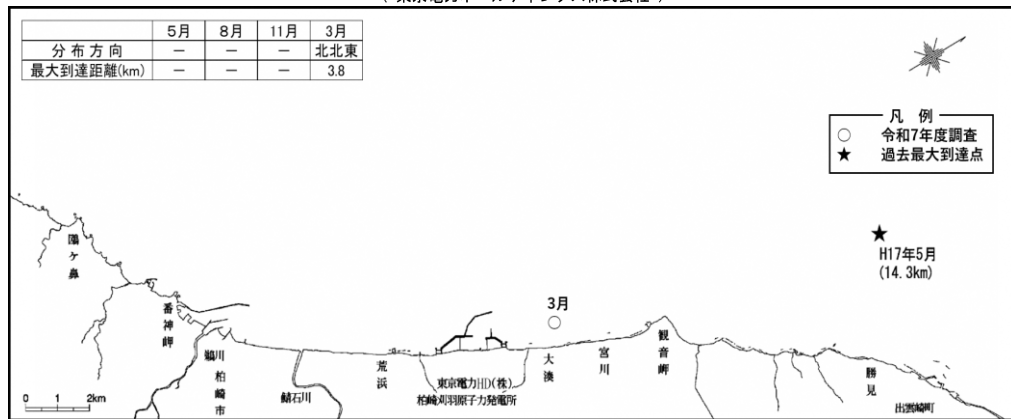 (東京電力ホールディングス株式会社)
5月 8月 11月 3月
分布方向 — — — 北北東
最大到達距離(km) — — — 3.8
凡例
○ 令和7年度調査
★ 過去最大到達点
H17年5月
(14.3km)
3月
鴎ケ鼻
番神岬
鵜川
柏崎市
鯖石川
荒浜
東京電力HD(株)
柏崎刈羽原子力発電所
大湊
宮川
観音岬
勝見
出雲崎町
0 1 2km